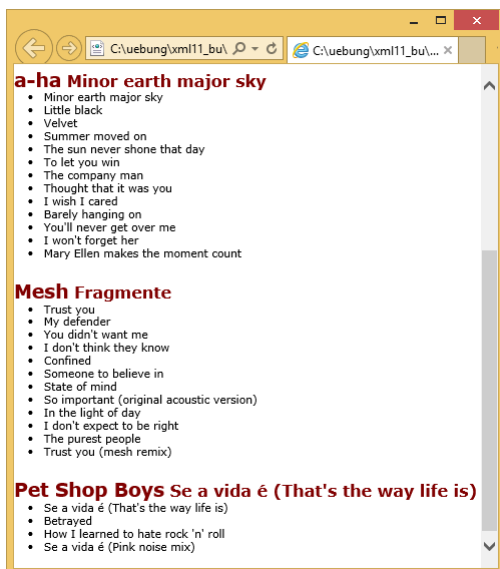 C:\uebung\xml11_bu\
C:\uebung\xml11_bu\...
a-ha Minor earth major sky
• Minor earth major sky
• Little black
• Velvet
• Summer moved on
• The sun never shone that day
• To let you win
• The company man
• Thought that it was you
• I wish I cared
• Barely hanging on
• You'll never get over me
• I won't forget her
• Mary Ellen makes the moment count
Mesh Fragmente
• Trust you
• My defender
• You didn't want me
• I don't think they know
• Confined
• Someone to believe in
• State of mind
• So important (original acoustic version)
• In the light of day
• I don't expect to be right
• The purest people
• Trust you (mesh remix)
Pet Shop Boys Se a vida é (That's the way life is)
• Se a vida é (That's the way life is)
• Betrayed
• How I learned to hate rock 'n' roll
• Se a vida é (Pink noise mix)